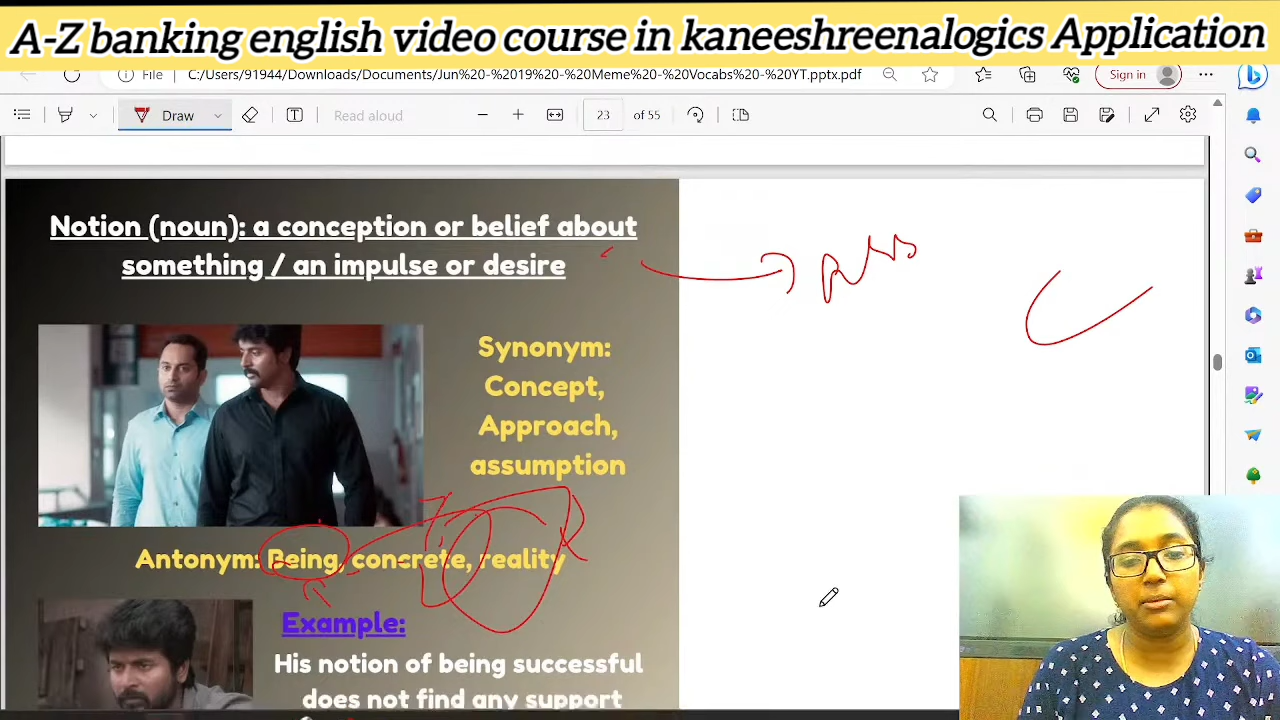 A-Z banking english video course in kaneeshreenalogics Application
File C:/Users/91944/Downloads/Documents/Jun%20-%2019%20-%20Meme%20-%20Vocabs%20-%20YT.pptx.pdf Sign in
Draw Read aloud 23 of 55
Notion (noun): a conception or belief about
something / an impulse or desire
Synonym:
Concept,
Approach,
assumption
Antonym: Being, concrete, reality
Example:
His notion of being successful
does not find any support